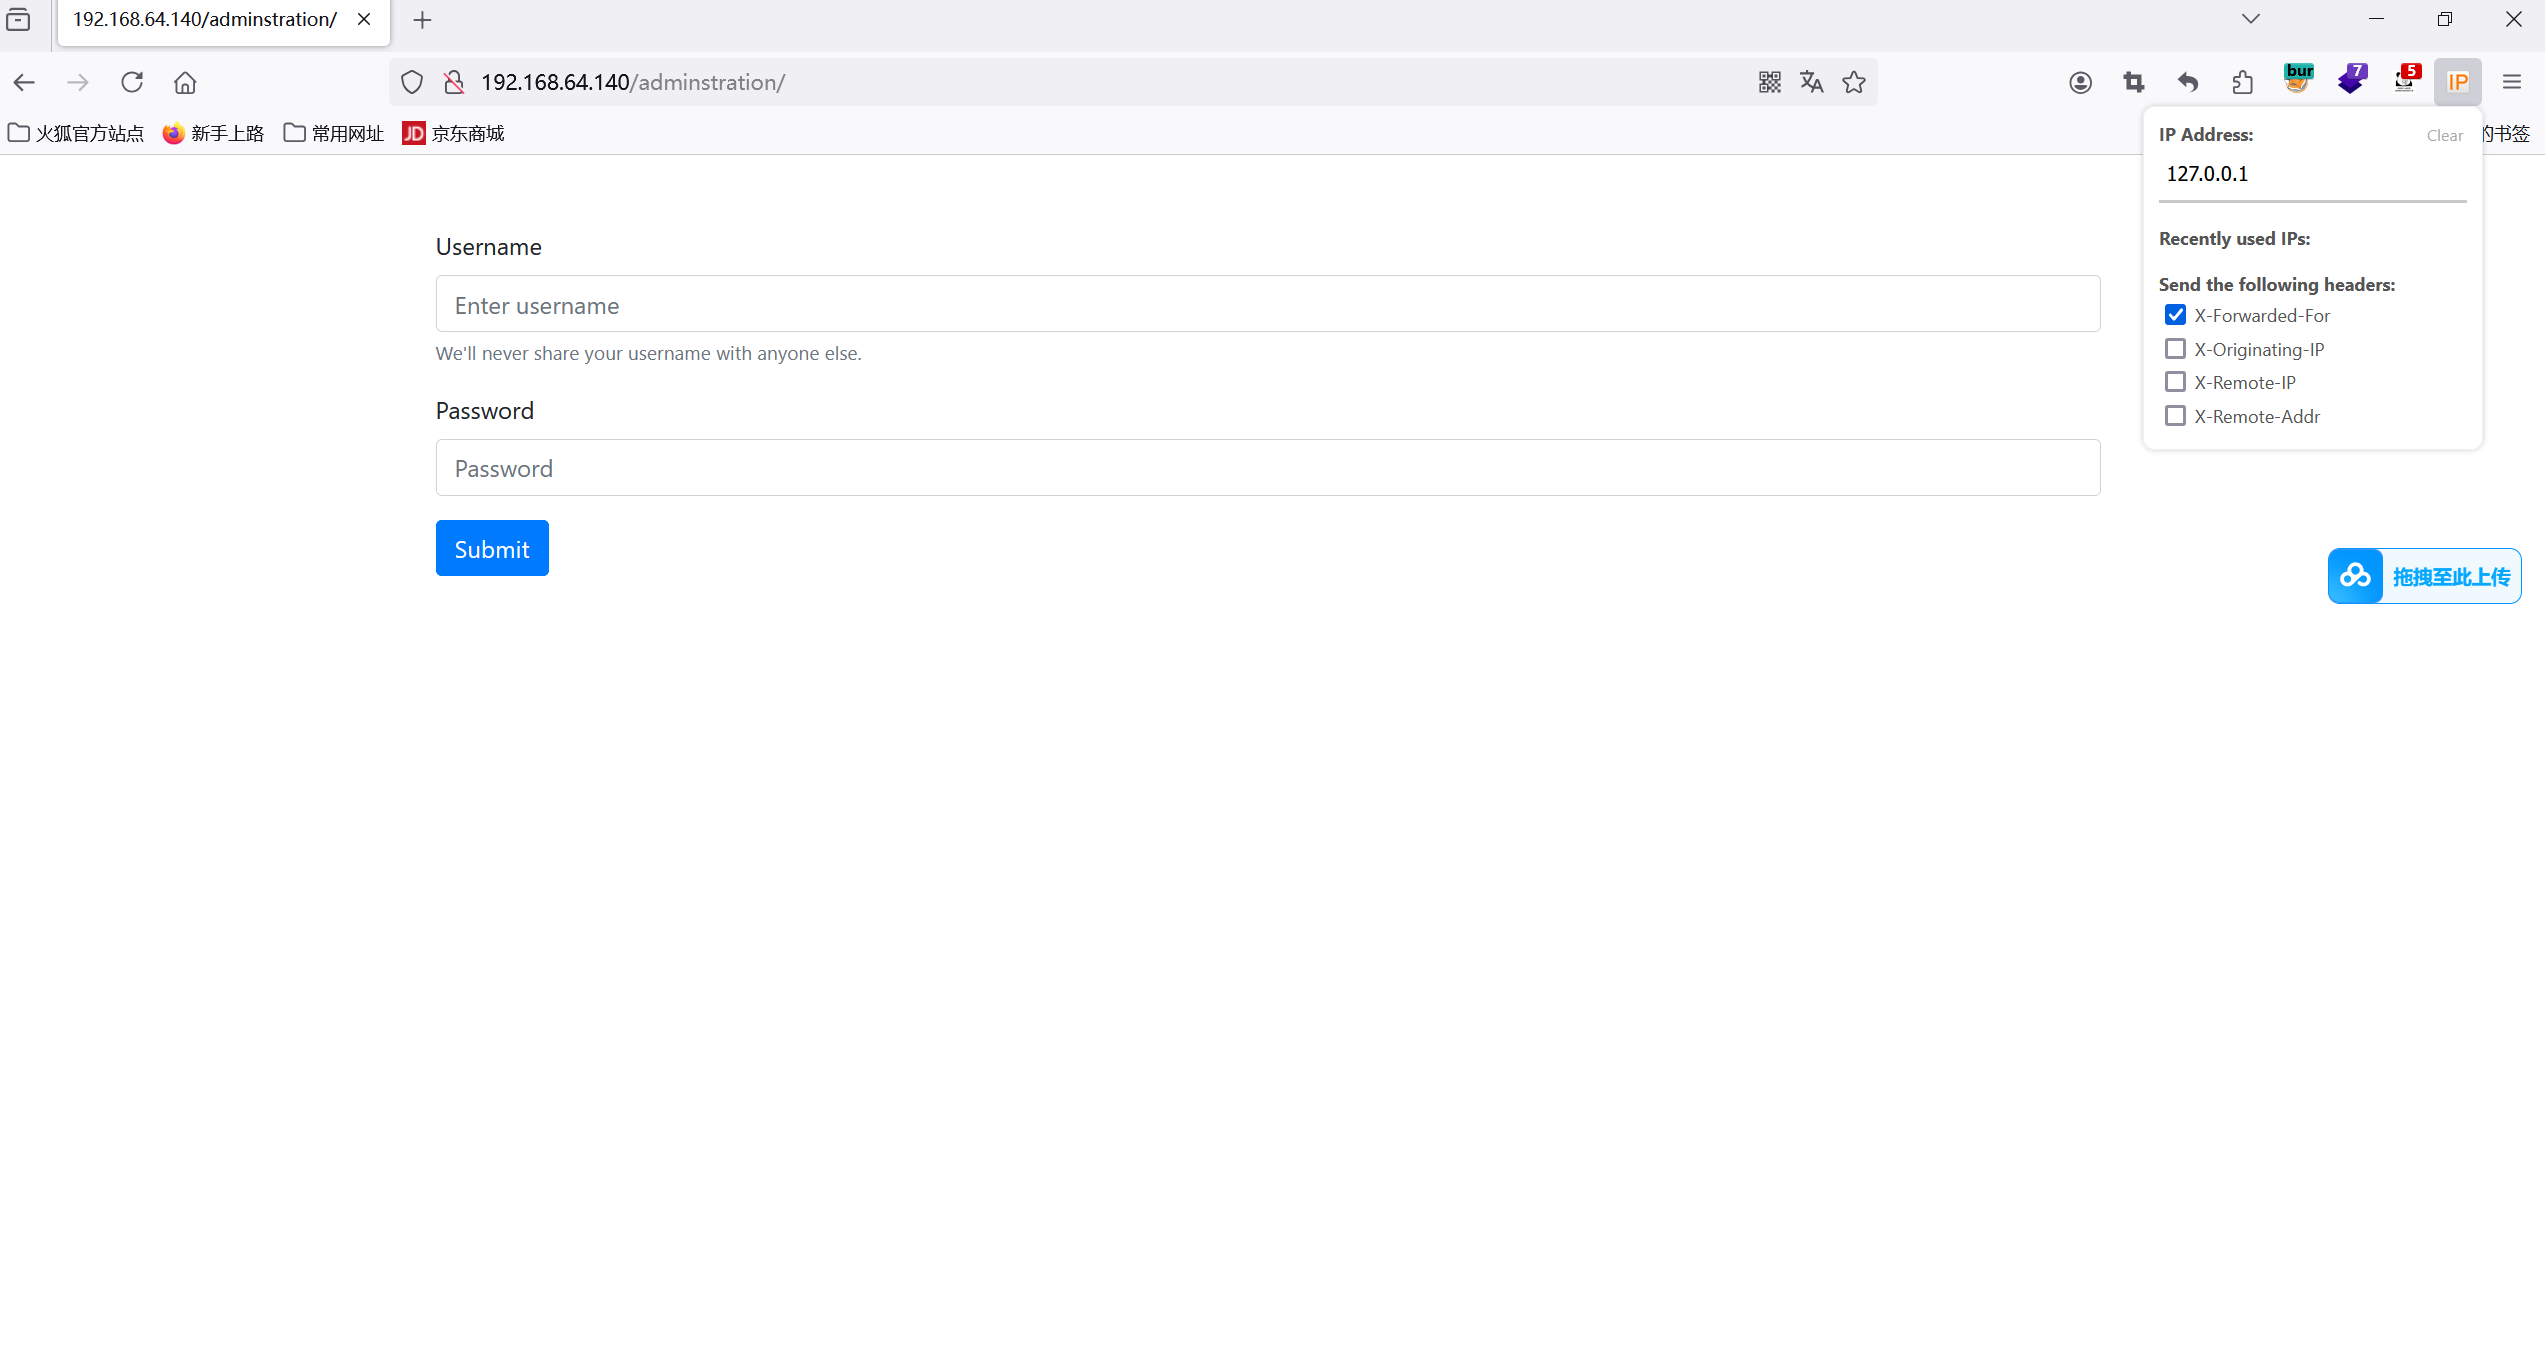 192.168.64.140/adminstration/
192.168.64.140/adminstration/
bur
7
5
IP
火狐官方站点
新手上路
常用网址
JD 京东商城
的书签
IP Address:
Clear
127.0.0.1
Recently used IPs:
Send the following headers:
X-Forwarded-For
X-Originating-IP
X-Remote-IP
X-Remote-Addr
Username
Enter username
We'll never share your username with anyone else.
Password
Password
Submit
拖拽至此上传